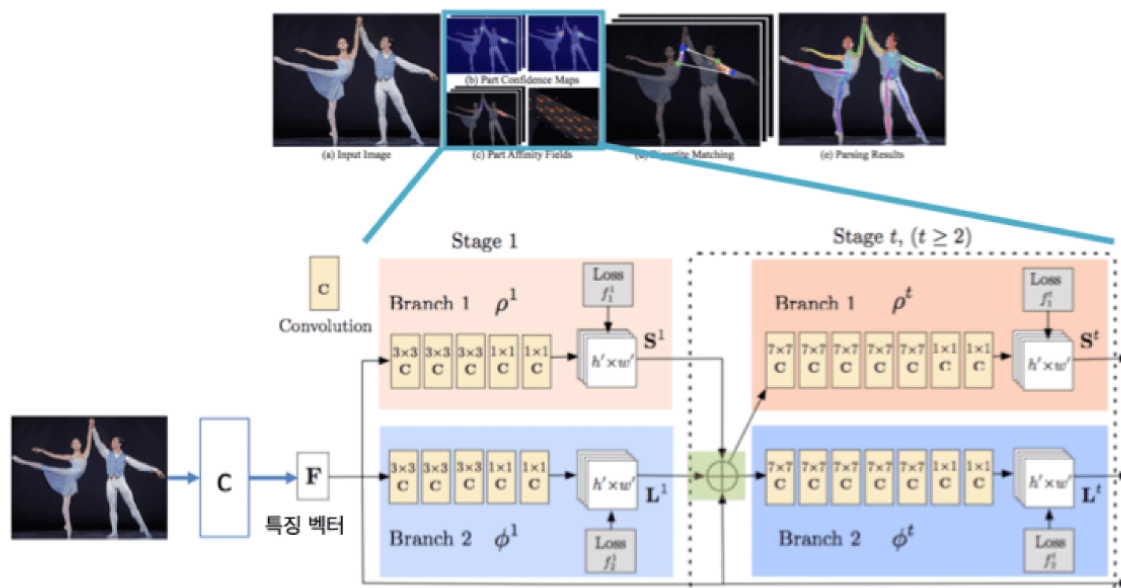 (b) Part Confidence Maps
(a) Input Image
(c) Part Affinity Fields
(d) Bipartite Matching
(e) Parsing Results
Stage 1
Stage t, (t ≥ 2)
C
Convolution
Branch 1 ρ¹
Loss
f₁¹
3×3 3×3 3×3 1×1 1×1
C C C C C
h′×w′
S¹
Branch 1 ρᵗ
Loss
f₁ᵗ
7×7 7×7 7×7 7×7 7×7 1×1 1×1
C C C C C C C
h′×w′
Sᵗ
C
F
특징 벡터
3×3 3×3 3×3 1×1 1×1
C C C C C
h′×w′
L¹
Branch 2 ϕ¹
Loss
f₂¹
7×7 7×7 7×7 7×7 7×7 1×1 1×1
C C C C C C C
h′×w′
Lᵗ
Branch 2 ϕᵗ
Loss
f₂ᵗ